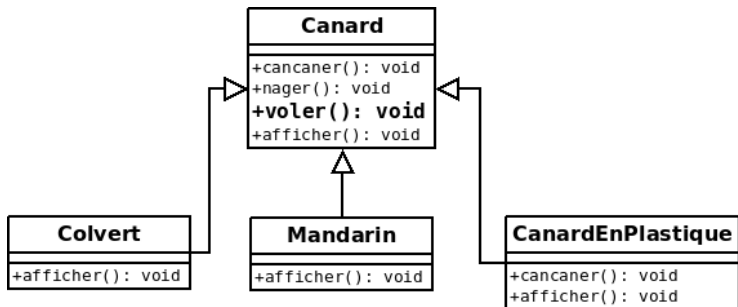 Canard
+cancaner(): void
+nager(): void
+voler(): void
+afficher(): void
Colvert
+afficher(): void
Mandarin
+afficher(): void
CanardEnPlastique
+cancaner(): void
+afficher(): void